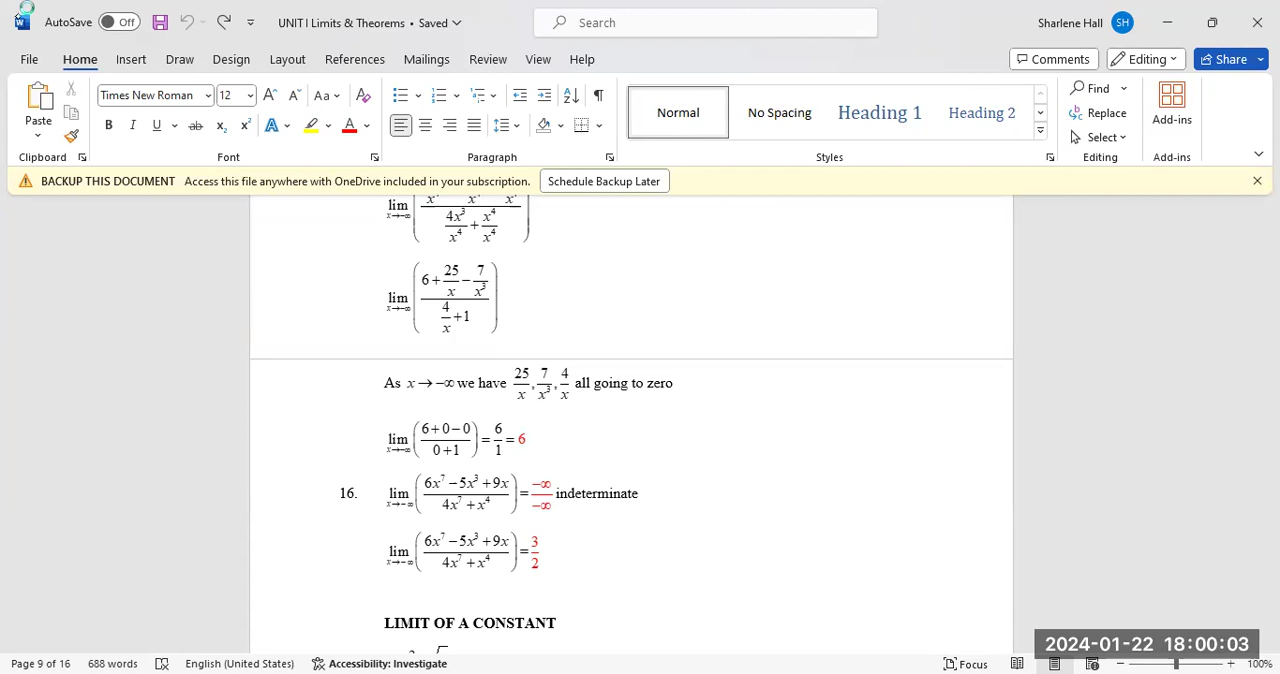 AutoSave Off UNIT I Limits & Theorems • Saved Search Sharlene Hall SH
File Home Insert Draw Design Layout References Mailings Review View Help Comments Editing Share
Paste Times New Roman 12 A A Aa A Normal No Spacing Heading 1 Heading 2 Find Replace Select Add-ins
B I U ab x₂ x² A A
Clipboard Font Paragraph Styles Editing Add-ins
BACKUP THIS DOCUMENT Access this file anywhere with OneDrive included in your subscription. Schedule Backup Later
lim x→-∞ ( / (4x³/x⁴ + x⁴/x⁴) )
lim x→-∞ ( (6 + 25/x - 7/x³) / (4/x + 1) )
As x → -∞ we have 25/x, 7/x³, 4/x all going to zero
lim x→-∞ ( (6+0-0) / (0+1) ) = 6/1 = 6
16. lim x→-∞ ( (6x⁷ - 5x³ + 9x) / (4x⁷ + x⁴) ) = -∞/-∞ indeterminate
lim x→-∞ ( (6x⁷ - 5x³ + 9x) / (4x⁷ + x⁴) ) = 3/2
LIMIT OF A CONSTANT
2024-01-22 18:00:03
Page 9 of 16 688 words English (United States) Accessibility: Investigate Focus 100%